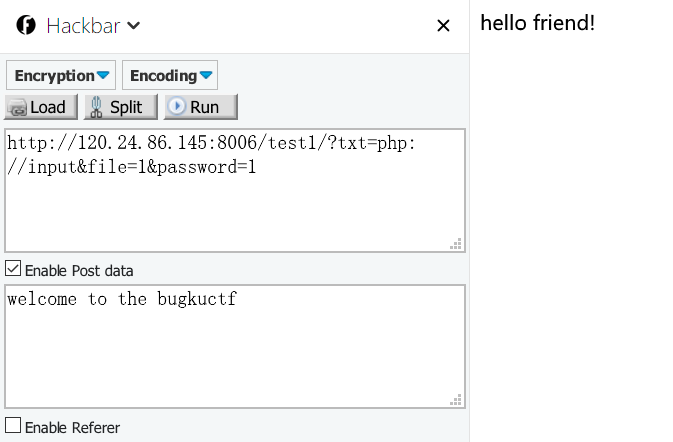 Hackbar
hello friend!
Encryption Encoding
Load Split Run
http://120.24.86.145:8006/test1/?txt=php:
//input&file=1&password=1
Enable Post data
welcome to the bugkuctf
Enable Referer